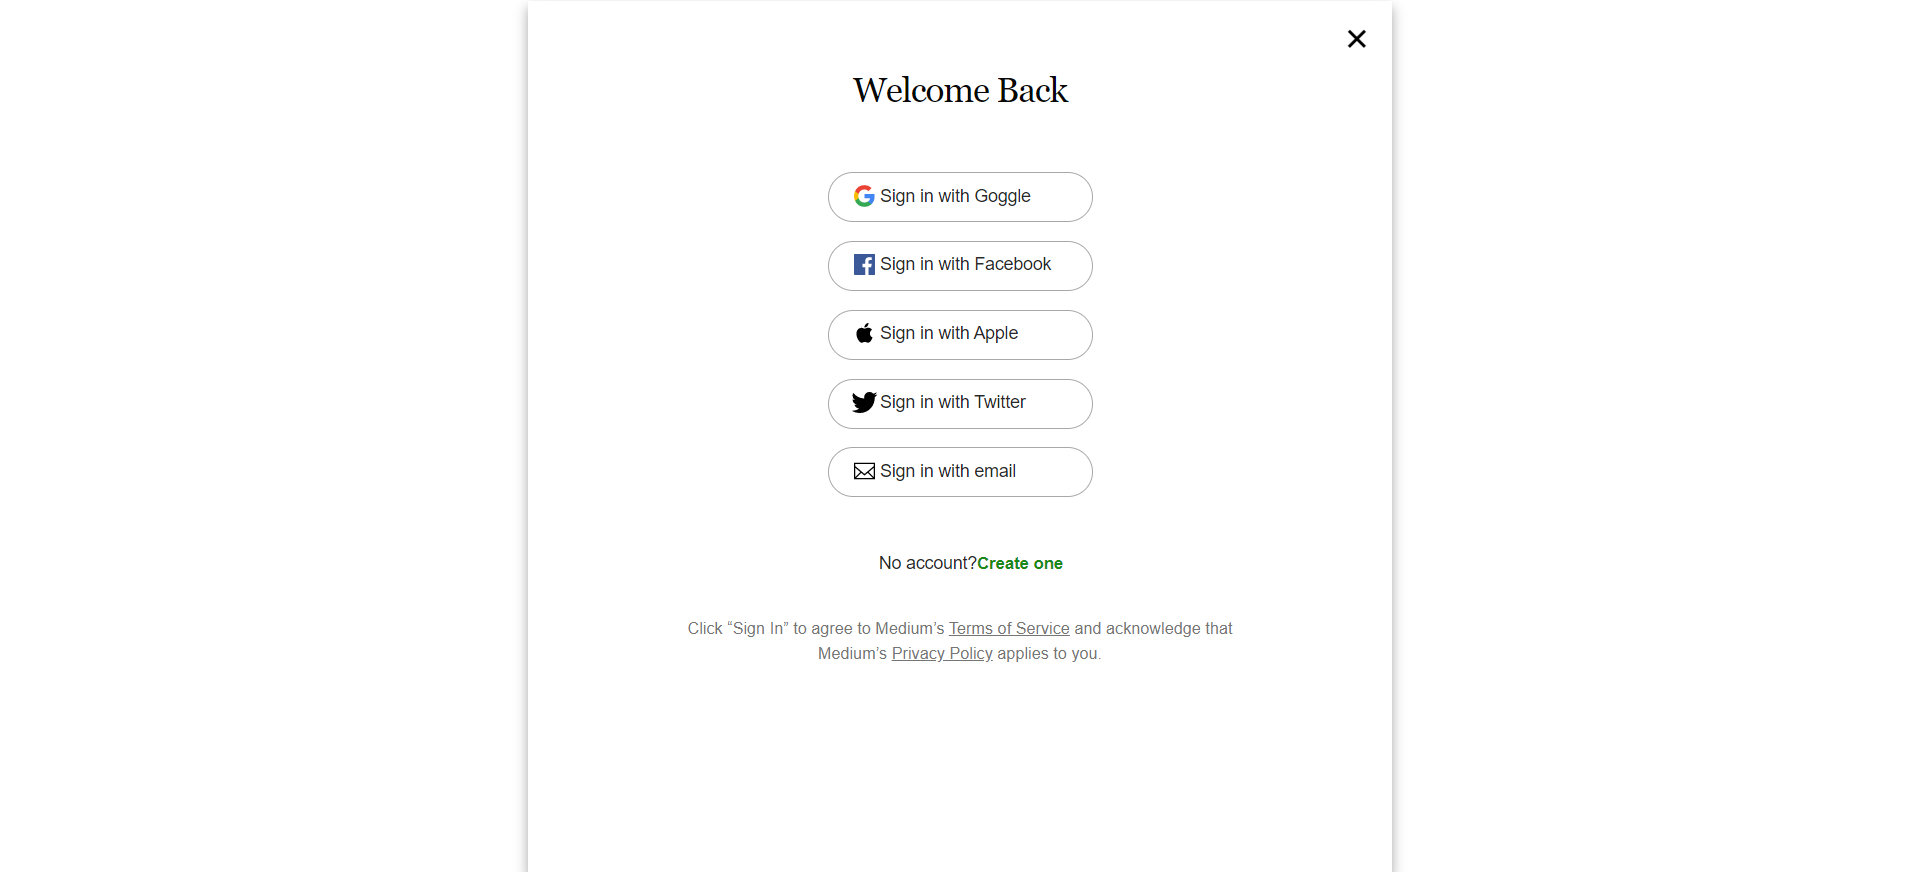 Welcome Back
Sign in with Goggle
Sign in with Facebook
Sign in with Apple
Sign in with Twitter
Sign in with email
No account?Create one
Click “Sign In” to agree to Medium’s Terms of Service and acknowledge that
Medium’s Privacy Policy applies to you.